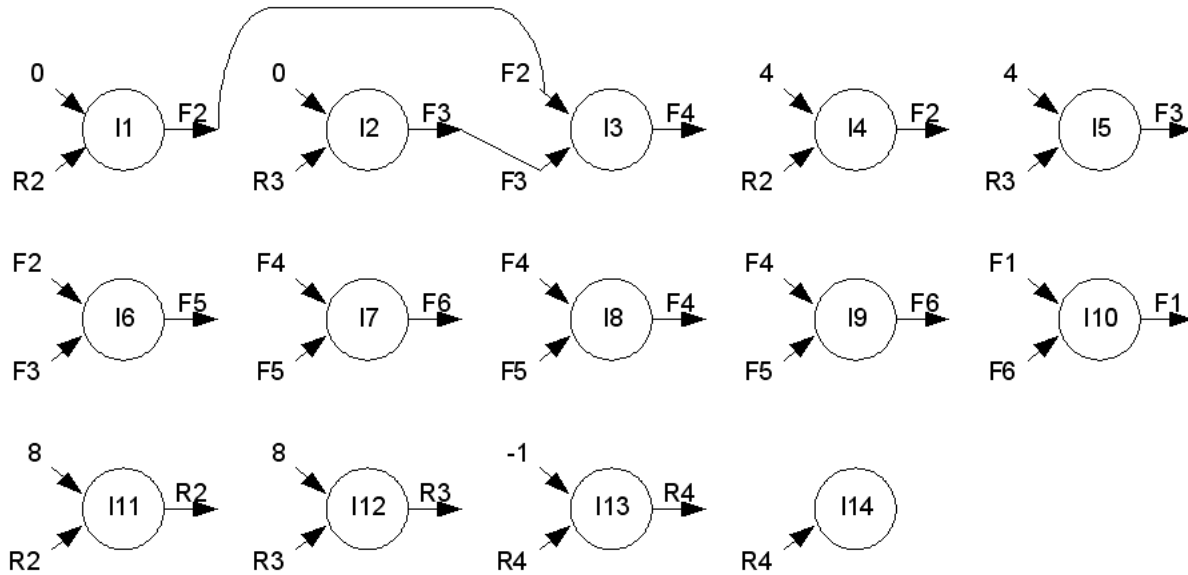 0 0 F2 4 4
I1 F2 I2 F3 I3 F4 I4 F2 I5 F3
R2 R3 F3 R2 R3
F2 F4 F4 F4 F1
I6 F5 I7 F6 I8 F4 I9 F6 I10 F1
F3 F5 F5 F5 F6
8 8 -1
I11 R2 I12 R3 I13 R4 I14
R2 R3 R4 R4